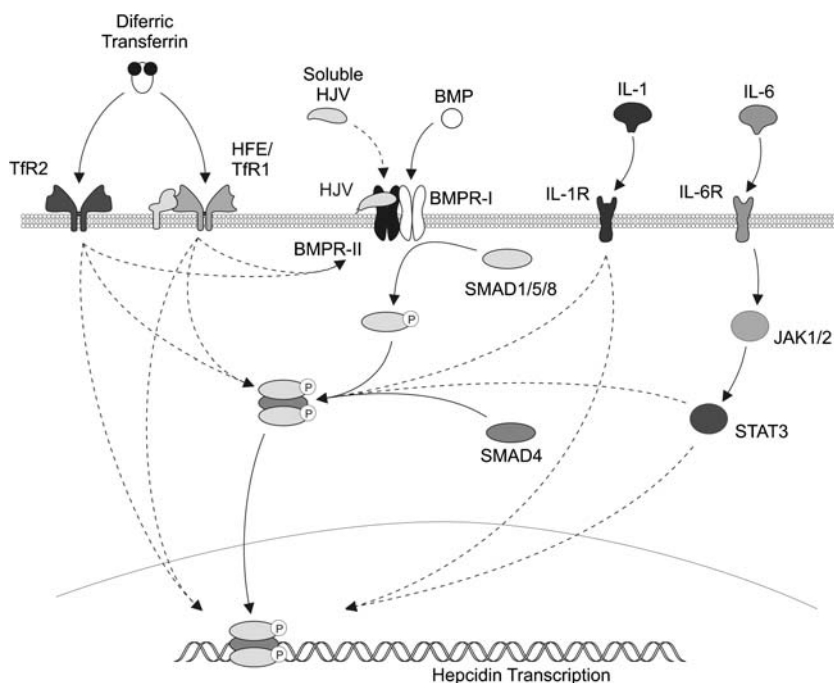 Diferric
Transferrin
Soluble
HJV
BMP
IL-1
IL-6
TfR2
HFE/
TfR1
HJV
BMPR-I
IL-1R
IL-6R
BMPR-II
SMAD1/5/8
P
JAK1/2
P
P
SMAD4
STAT3
P
P
Hepcidin Transcription